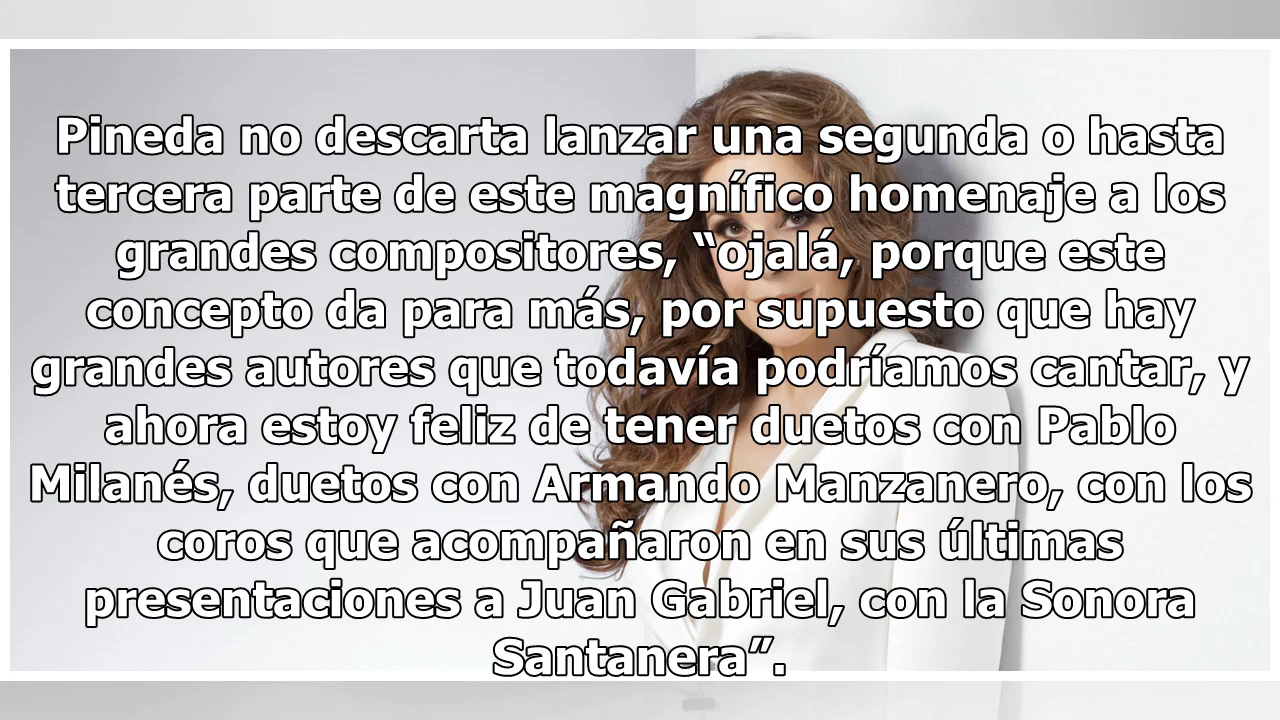 Pineda no descarta lanzar una segunda o hasta
tercera parte de este magnífico homenaje a los
grandes compositores, “ojalá, porque este
concepto da para más, por supuesto que hay
grandes autores que todavía podríamos cantar, y
ahora estoy feliz de tener duetos con Pablo
Milanés, duetos con Armando Manzanero, con los
coros que acompañaron en sus últimas
presentaciones a Juan Gabriel, con la Sonora
Santanera”.